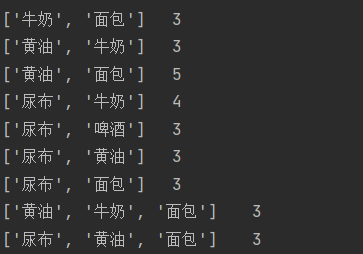 ['牛奶', '面包']   3
['黄油', '牛奶']   3
['黄油', '面包']   5
['尿布', '牛奶']   4
['尿布', '啤酒']   3
['尿布', '黄油']   3
['尿布', '面包']   3
['黄油', '牛奶', '面包']   3
['尿布', '黄油', '面包']   3